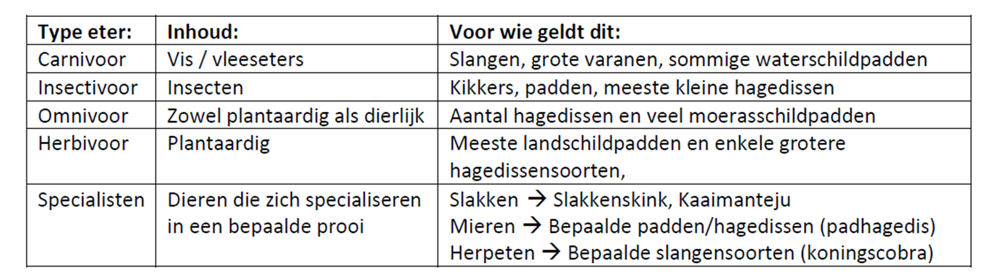 Type eter: Inhoud: Voor wie geldt dit:
Carnivoor Vis / vleeseters Slangen, grote varanen, sommige waterschildpadden
Insectivoor Insecten Kikkers, padden, meeste kleine hagedissen
Omnivoor Zowel plantaardig als dierlijk Aantal hagedissen en veel moerasschildpadden
Herbivoor Plantaardig Meeste landschildpadden en enkele grotere
hagedissensoorten,
Specialisten Dieren die zich specialiseren Slakken → Slakkenskink, Kaaimanteju
in een bepaalde prooi Mieren → Bepaalde padden/hagedissen (padhagedis)
Herpeten → Bepaalde slangensoorten (koningscobra)